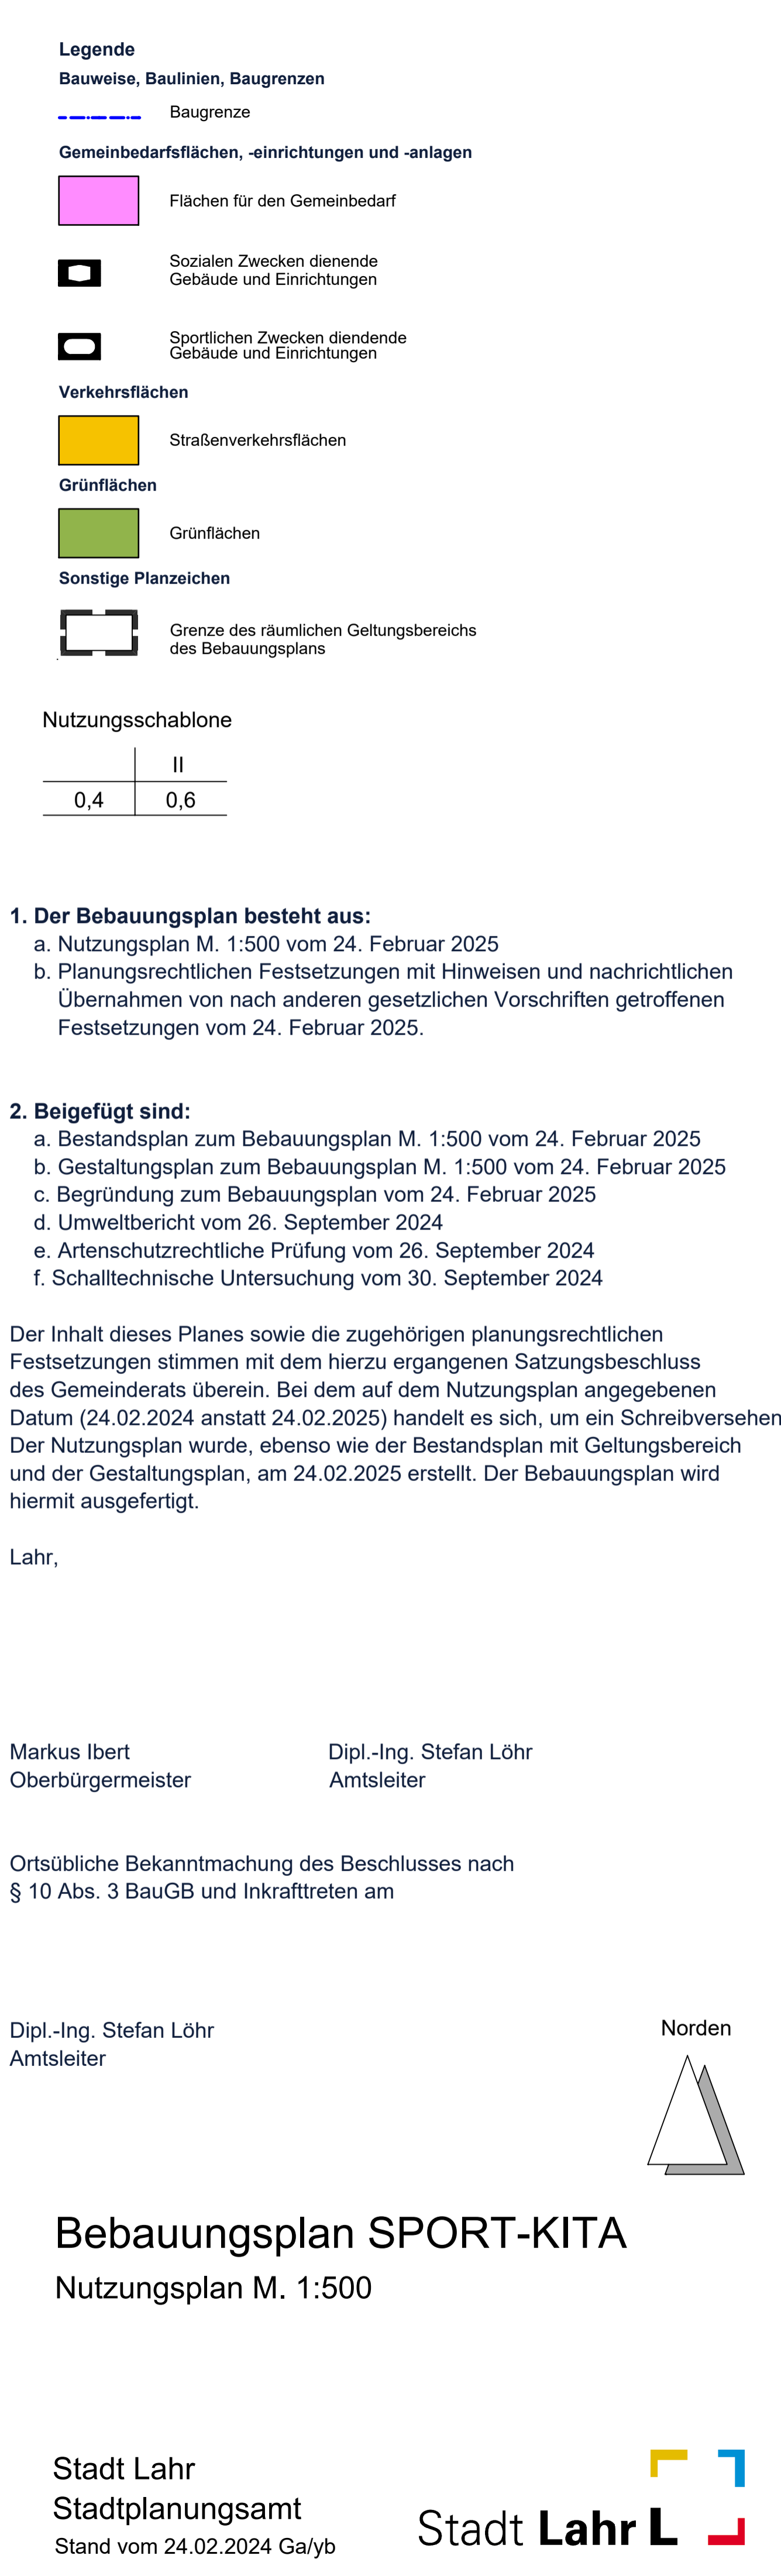 Legende
Bauweise, Baulinien, Baugrenzen
Baugrenze
Gemeinbedarfsflächen, -einrichtungen und -anlagen
Flächen für den Gemeinbedarf
Sozialen Zwecken dienende
Gebäude und Einrichtungen
Sportlichen Zwecken diendende
Gebäude und Einrichtungen
Verkehrsflächen
Straßenverkehrsflächen
Grünflächen
Grünflächen
Sonstige Planzeichen
Grenze des räumlichen Geltungsbereichs
des Bebauungsplans
Nutzungsschablone
II
0,4 0,6
1. Der Bebauungsplan besteht aus:
a. Nutzungsplan M. 1:500 vom 24. Februar 2025
b. Planungsrechtlichen Festsetzungen mit Hinweisen und nachrichtlichen
Übernahmen von nach anderen gesetzlichen Vorschriften getroffenen
Festsetzungen vom 24. Februar 2025.
2. Beigefügt sind:
a. Bestandsplan zum Bebauungsplan M. 1:500 vom 24. Februar 2025
b. Gestaltungsplan zum Bebauungsplan M. 1:500 vom 24. Februar 2025
c. Begründung zum Bebauungsplan vom 24. Februar 2025
d. Umweltbericht vom 26. September 2024
e. Artenschutzrechtliche Prüfung vom 26. September 2024
f. Schalltechnische Untersuchung vom 30. September 2024
Der Inhalt dieses Planes sowie die zugehörigen planungsrechtlichen
Festsetzungen stimmen mit dem hierzu ergangenen Satzungsbeschluss
des Gemeinderats überein. Bei dem auf dem Nutzungsplan angegebenen
Datum (24.02.2024 anstatt 24.02.2025) handelt es sich, um ein Schreibversehen
Der Nutzungsplan wurde, ebenso wie der Bestandsplan mit Geltungsbereich
und der Gestaltungsplan, am 24.02.2025 erstellt. Der Bebauungsplan wird
hiermit ausgefertigt.
Lahr,
Markus Ibert Dipl.-Ing. Stefan Löhr
Oberbürgermeister Amtsleiter
Ortsübliche Bekanntmachung des Beschlusses nach
§ 10 Abs. 3 BauGB und Inkrafttreten am
Dipl.-Ing. Stefan Löhr
Amtsleiter
Norden
Bebauungsplan SPORT-KITA
Nutzungsplan M. 1:500
Stadt Lahr
Stadtplanungsamt
Stand vom 24.02.2024 Ga/yb
Stadt Lahr L